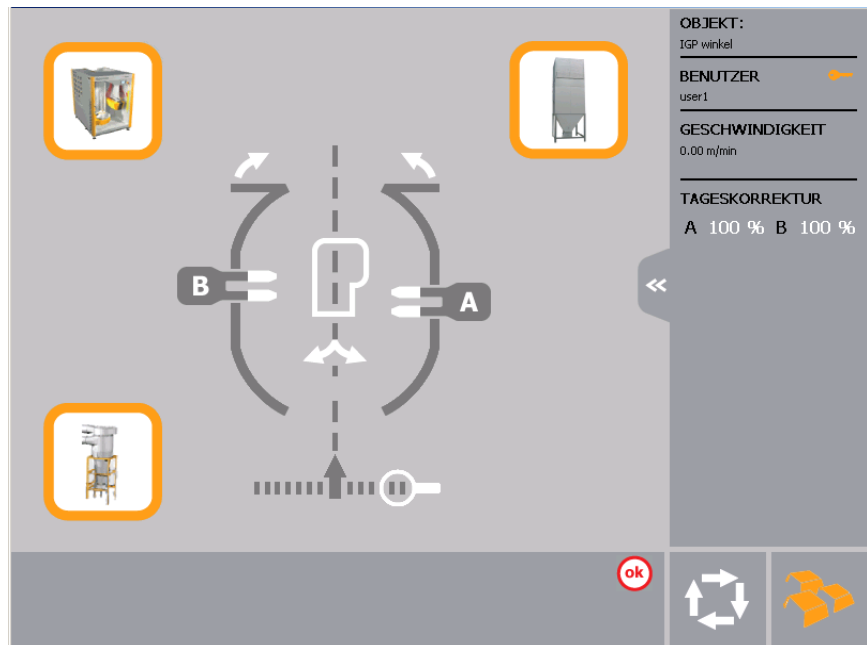 OBJEKT:
IGP winkel
BENUTZER
user1
GESCHWINDIGKEIT
0.00 m/min
TAGESKORREKTUR
A 100 % B 100 %
B
A
ok